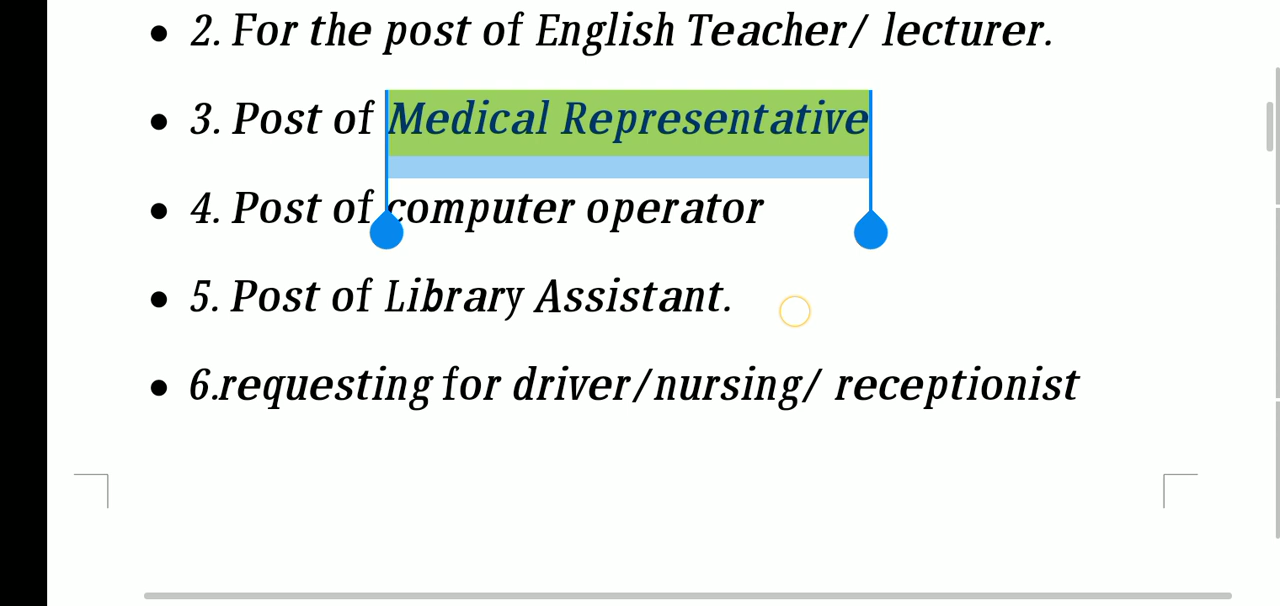 • 2. For the post of English Teacher/ lecturer.
• 3. Post of Medical Representative
• 4. Post of computer operator
• 5. Post of Library Assistant.
• 6.requesting for driver/nursing/ receptionist